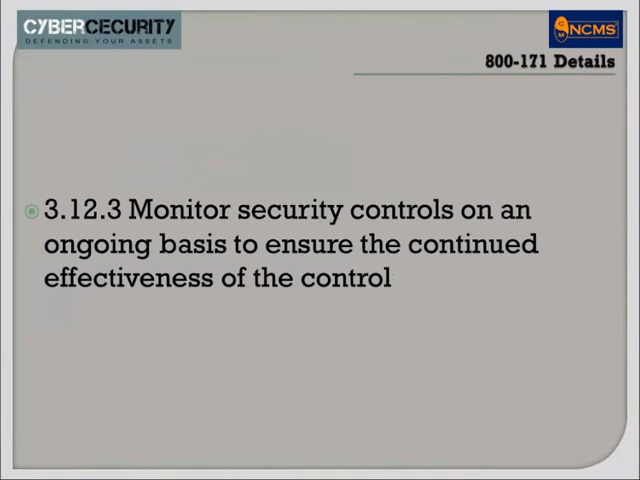 CYBERCECURITY
DEFENDING YOUR ASSETS
NCMS
800-171 Details
3.12.3 Monitor security controls on an
ongoing basis to ensure the continued
effectiveness of the control